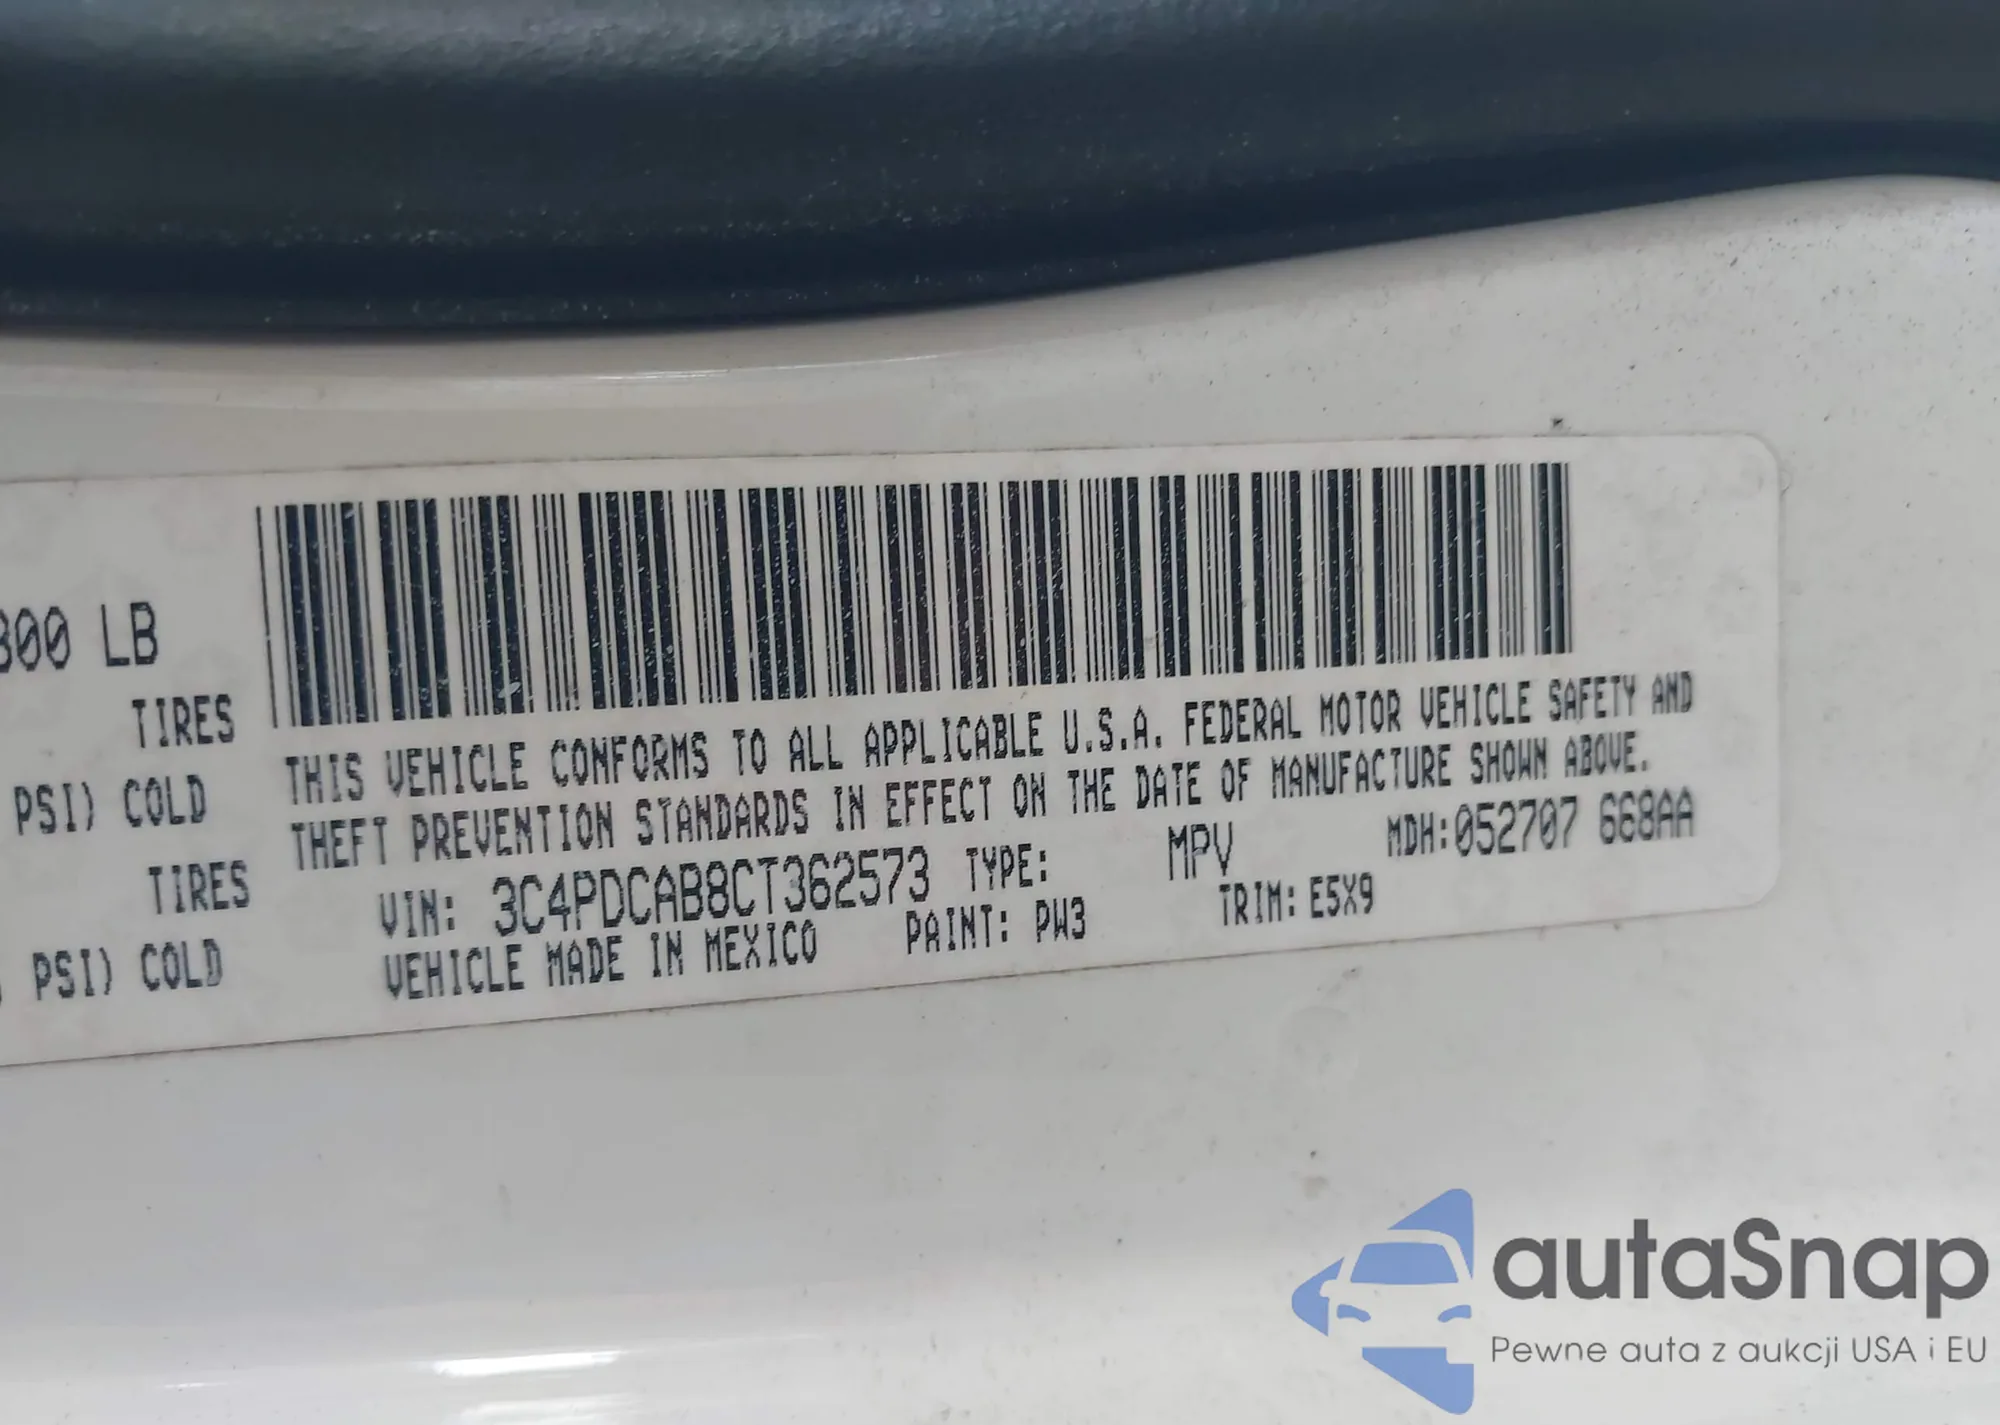 300 LB
TIRES
PSI) COLD
TIRES
PSI) COLD
THIS VEHICLE CONFORMS TO ALL APPLICABLE U.S.A. FEDERAL MOTOR VEHICLE SAFETY AND
THEFT PREVENTION STANDARDS IN EFFECT ON THE DATE OF MANUFACTURE SHOWN ABOVE.
VIN: 3C4PDCAB8CT362573 TYPE: MPV MDH:052707 668AA
VEHICLE MADE IN MEXICO PAINT: PW3 TRIM: E5X9
autaSnap
Pewne auta z aukcji USA i EU